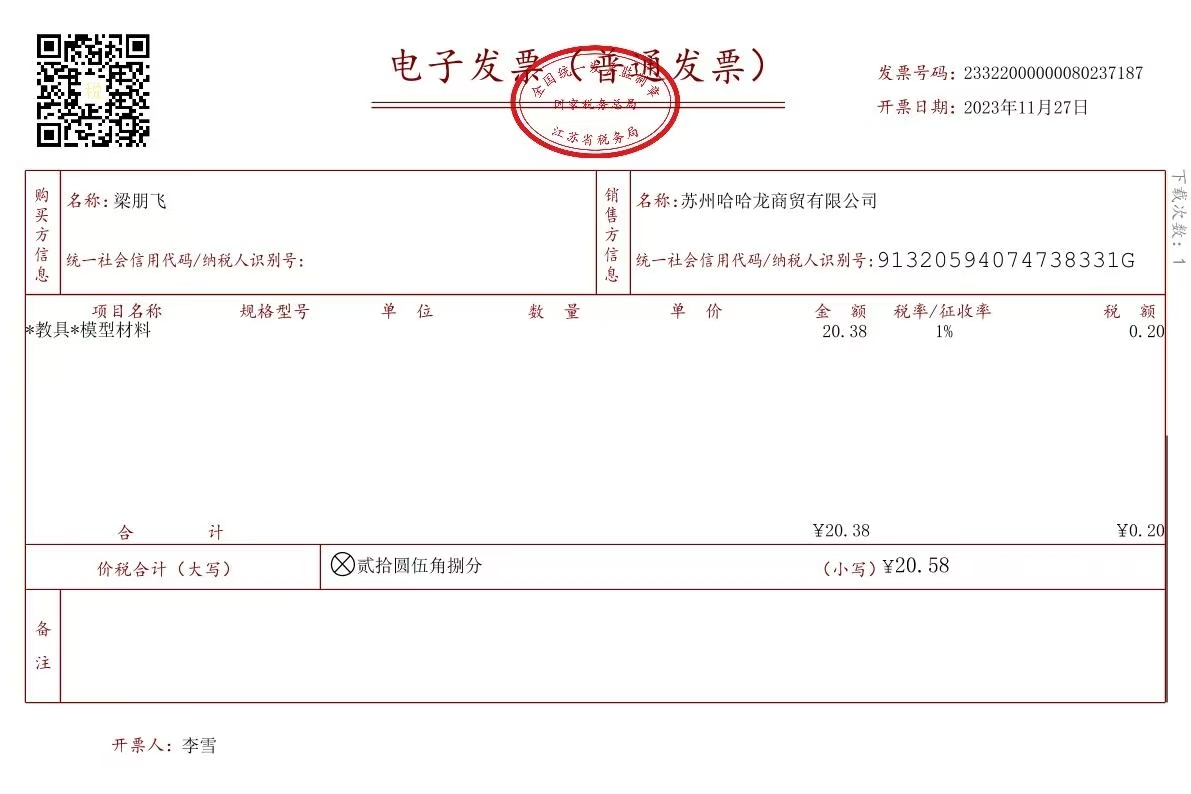 电子发票（普通发票）
全国统一发票监制章
国家税务总局
江苏省税务局
发票号码：23322000000080237187
开票日期：2023年11月27日
下载次数：1
购买方信息
名称：梁朋飞
统一社会信用代码/纳税人识别号：
销售方信息
名称：苏州哈哈龙商贸有限公司
统一社会信用代码/纳税人识别号：91320594074738331G
项目名称 规格型号 单 位 数 量 单 价 金 额 税率/征收率 税 额
*教具*模型材料 20.38 1% 0.20
合 计 ¥20.38 ¥0.20
价税合计（大写） ⊗贰拾圆伍角捌分 （小写）¥20.58
备注
开票人：李雪